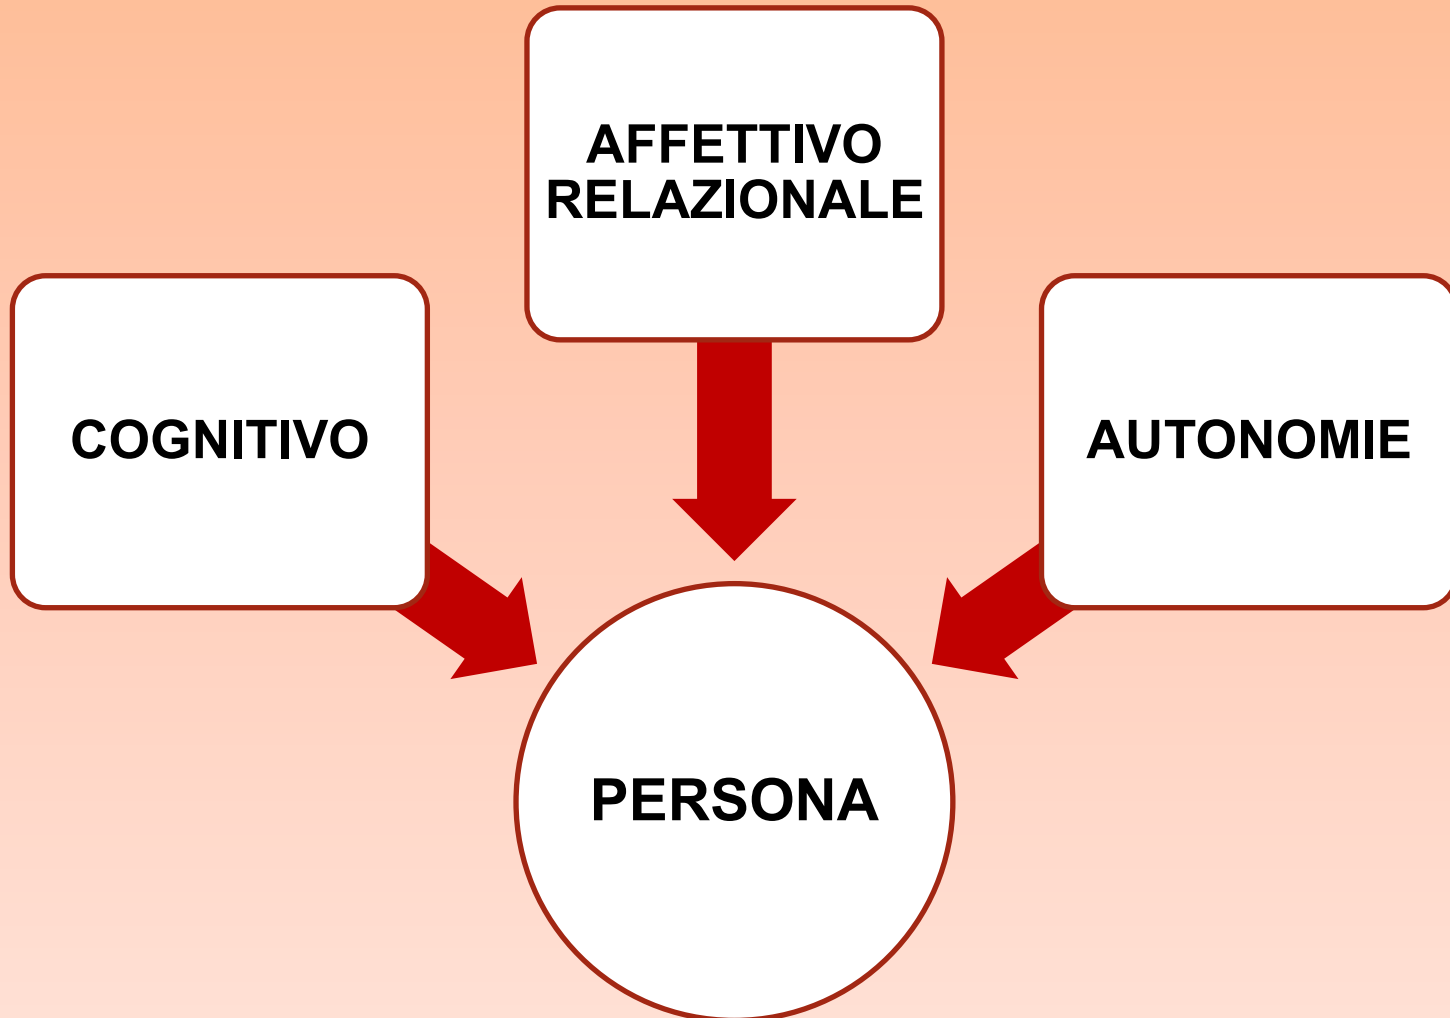 AFFETTIVO
RELAZIONALE
COGNITIVO
AUTONOMIE
PERSONA